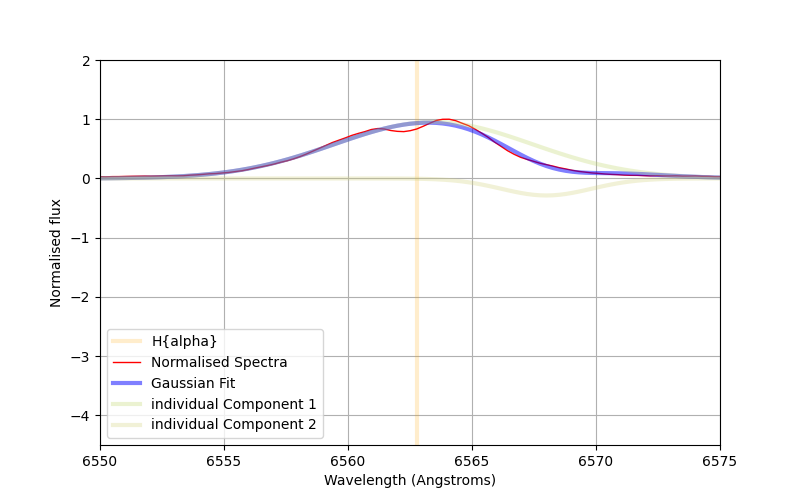 2
1
0
−1
−2
−3
−4
Normalised flux
H{alpha}
Normalised Spectra
Gaussian Fit
individual Component 1
individual Component 2
6550 6555 6560 6565 6570 6575
Wavelength (Angstroms)